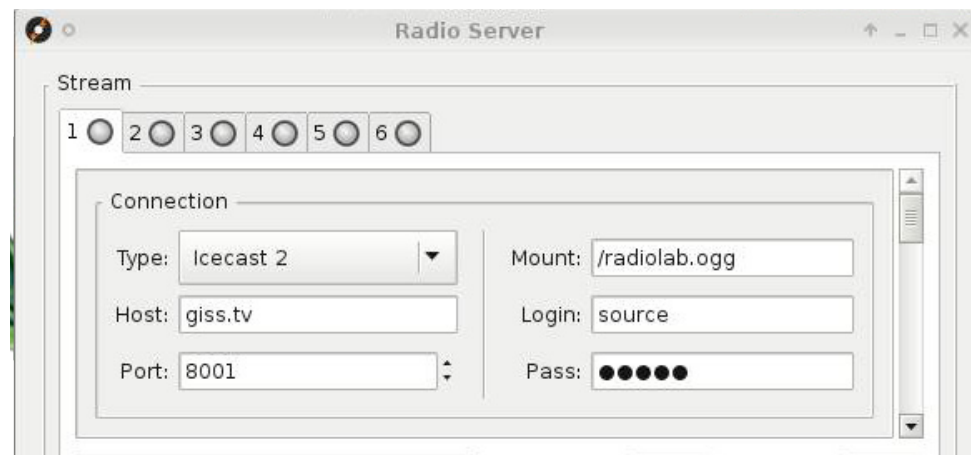 Radio Server
Stream
1 2 3 4 5 6
Connection
Type: Icecast 2
Mount: /radiolab.ogg
Host: giss.tv
Login: source
Port: 8001
Pass: ●●●●●